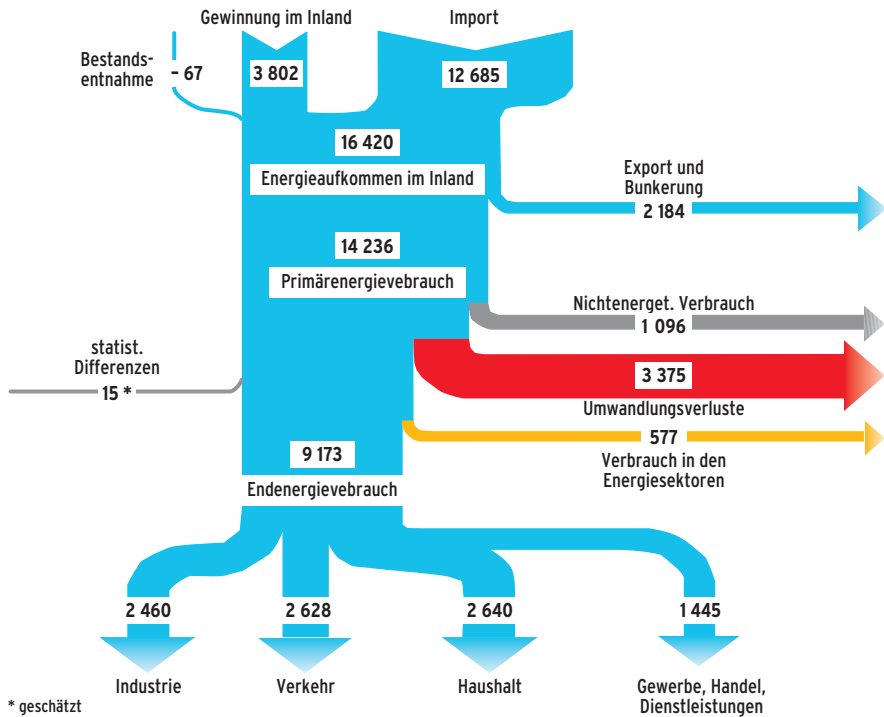 Gewinnung im Inland
Import
Bestands-
entnahme
- 67
3 802
12 685
16 420
Energieaufkommen im Inland
Export und
Bunkerung
2 184
14 236
Primärenergievebrauch
Nichtenerget. Verbrauch
1 096
statist.
Differenzen
15 *
3 375
Umwandlungsverluste
577
Verbrauch in den
Energiesektoren
9 173
Endenergievebrauch
2 460
2 628
2 640
1 445
Industrie
Verkehr
Haushalt
Gewerbe, Handel,
Dienstleistungen
* geschätzt